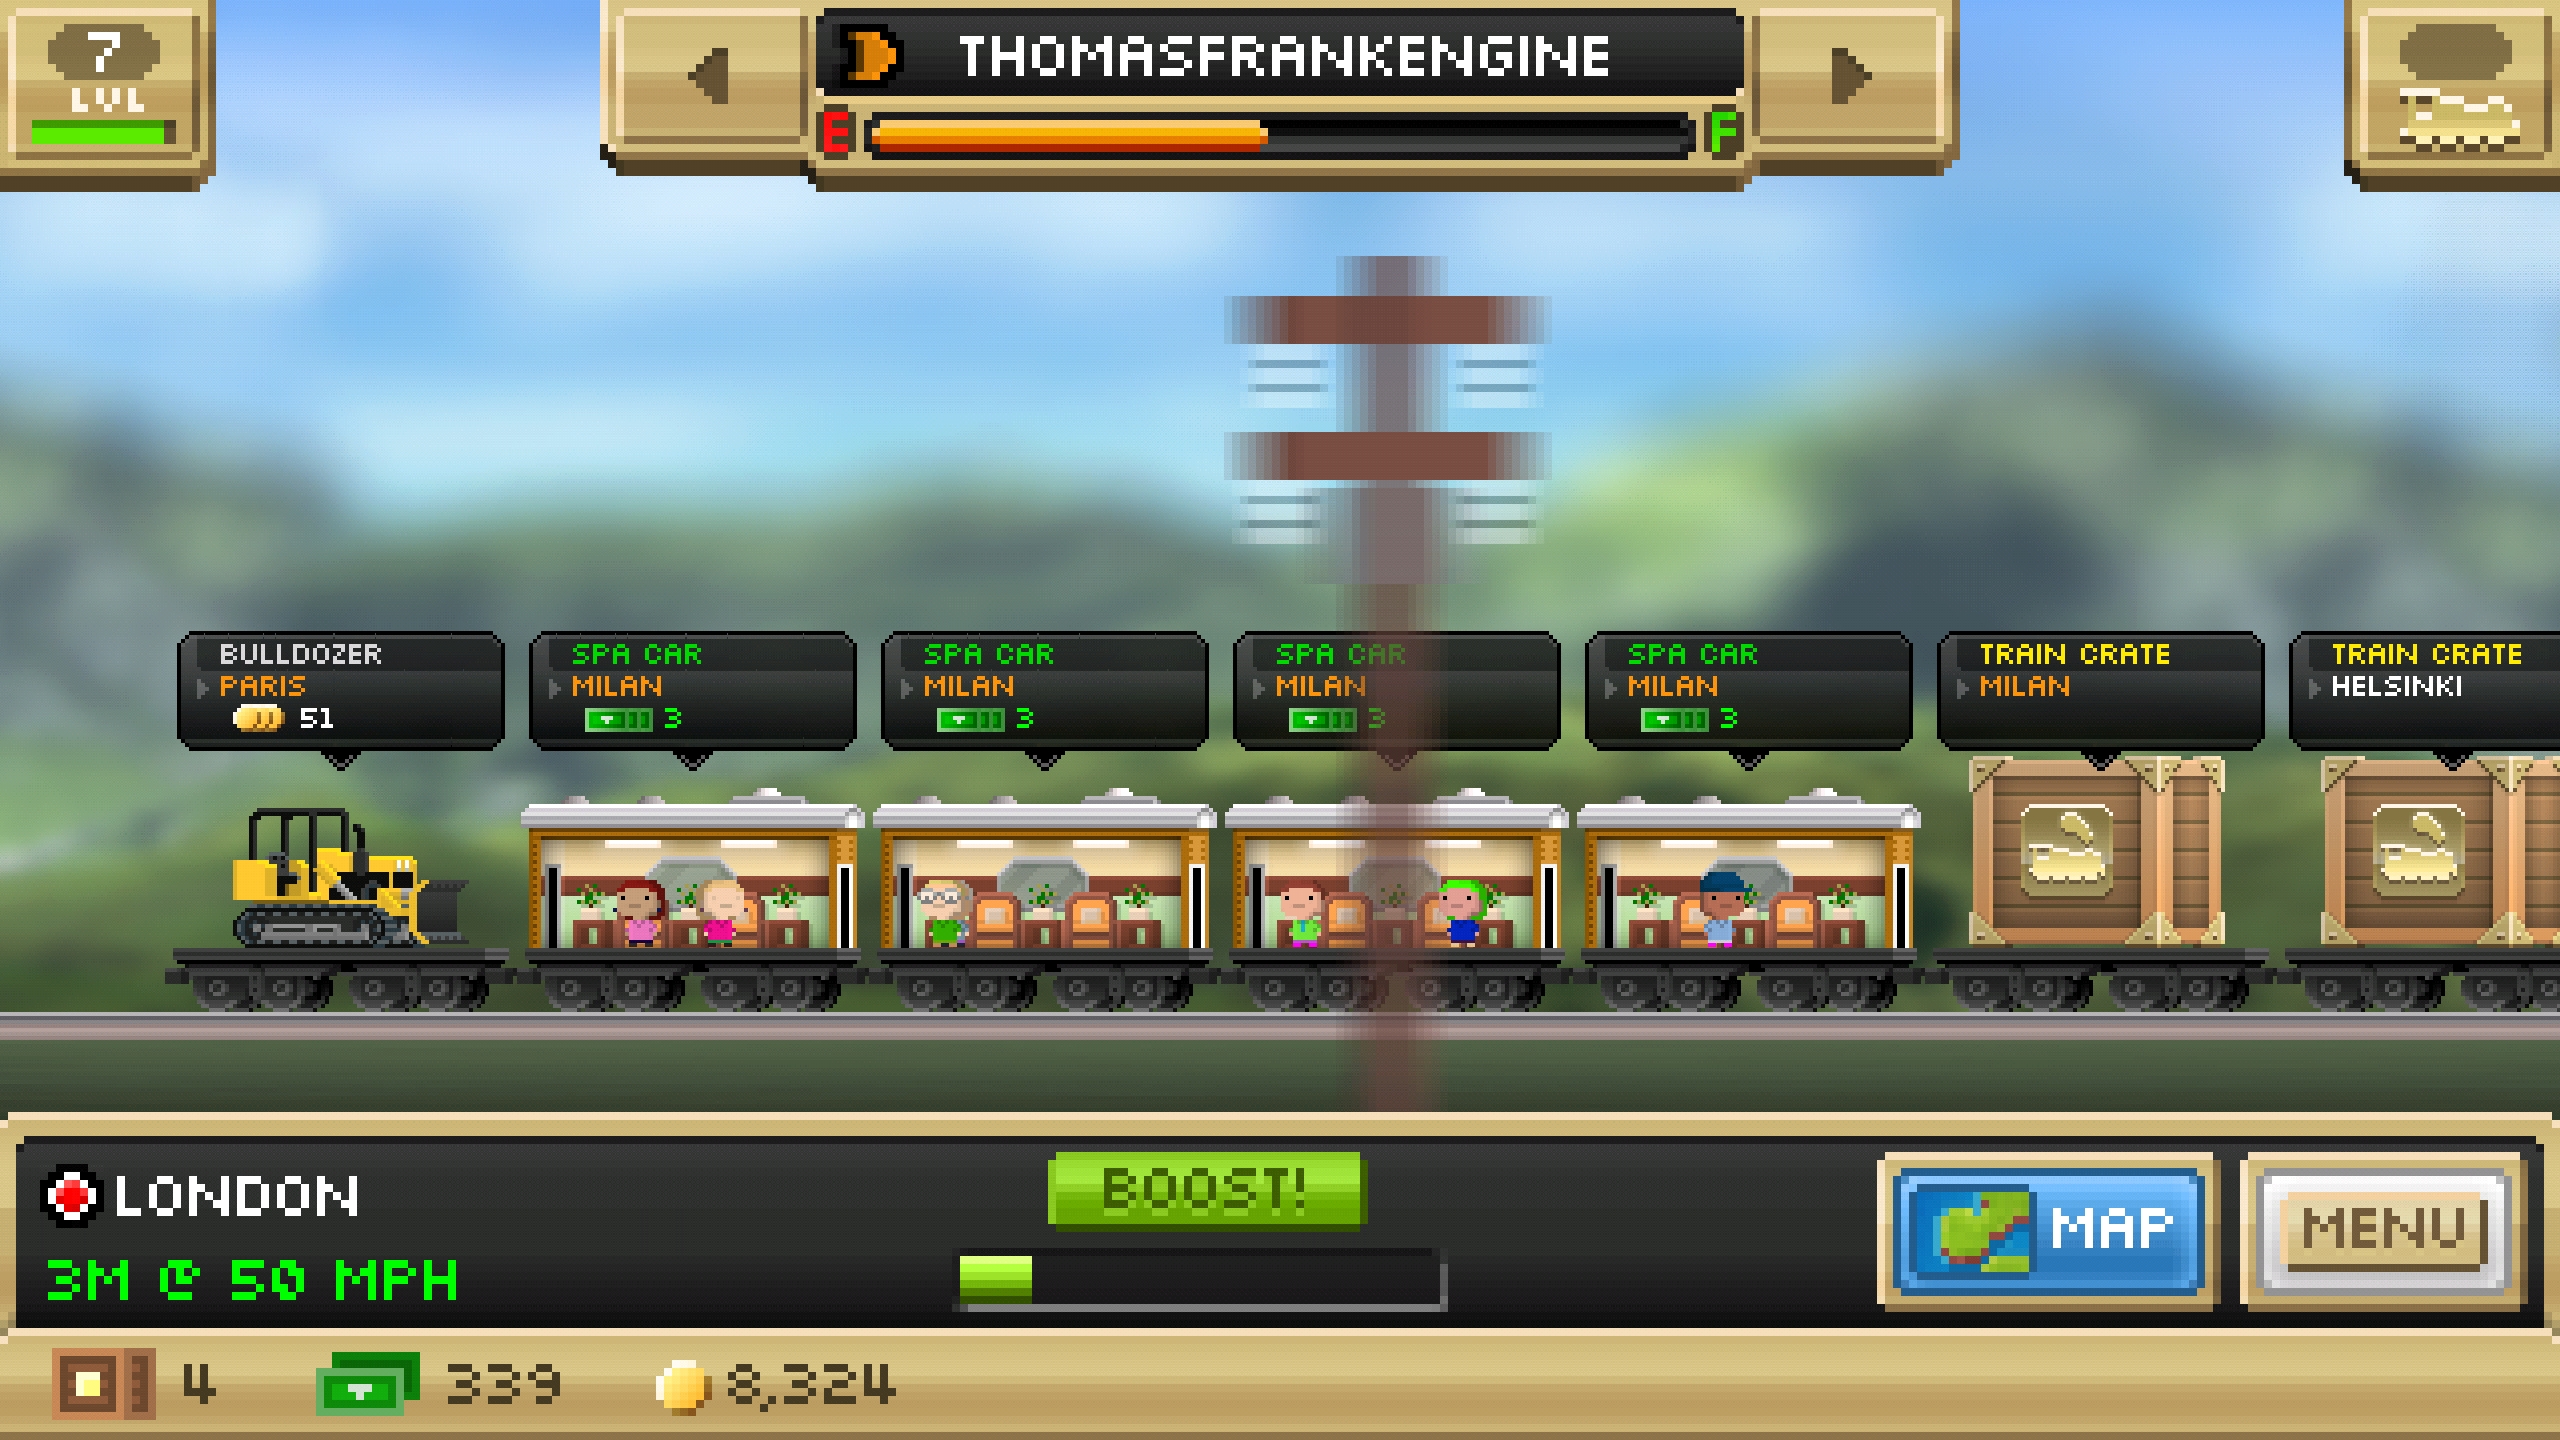 7
LVL
THOMASFRANKENGINE
E F
BULLDOZER
PARIS
51
SPA CAR
MILAN
3
SPA CAR
MILAN
3
SPA CAR
MILAN
3
SPA CAR
MILAN
3
TRAIN CRATE
MILAN
TRAIN CRATE
HELSINKI
LONDON
3M @ 50 MPH
BOOST!
MAP
MENU
4 339 8,324